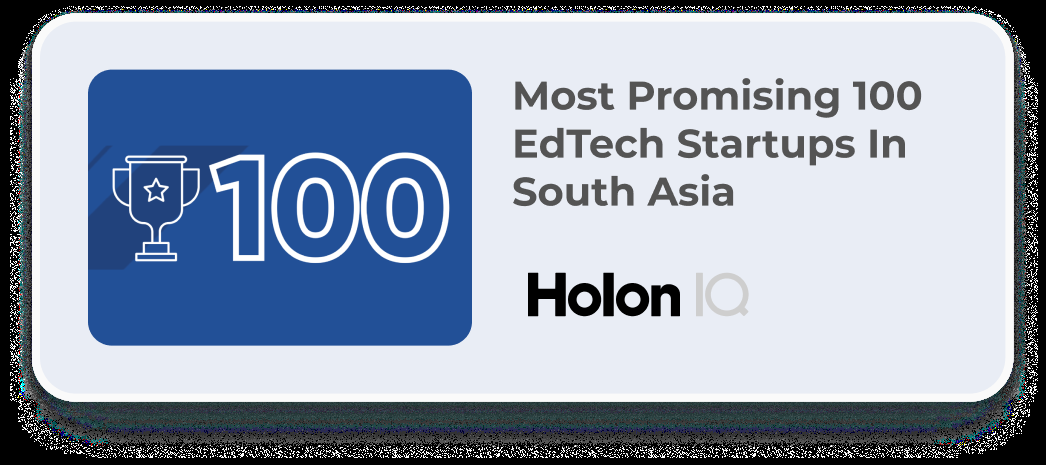 100
Most Promising 100
EdTech Startups In
South Asia
Holon IQ